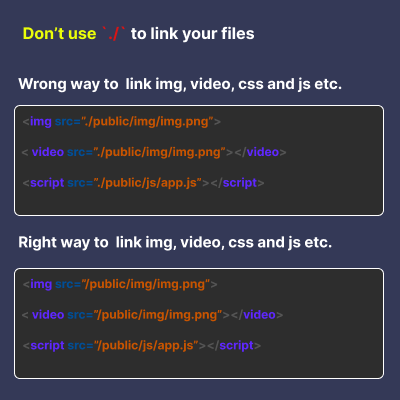 Don’t use `./` to link your files
Wrong way to link img, video, css and js etc.
<img src=”./public/img/img.png”>
< video src=”./public/img/img.png”></video>
<script src=”./public/js/app.js”></script>
Right way to link img, video, css and js etc.
<img src=”/public/img/img.png”>
< video src=”/public/img/img.png”></video>
<script src=”/public/js/app.js”></script>